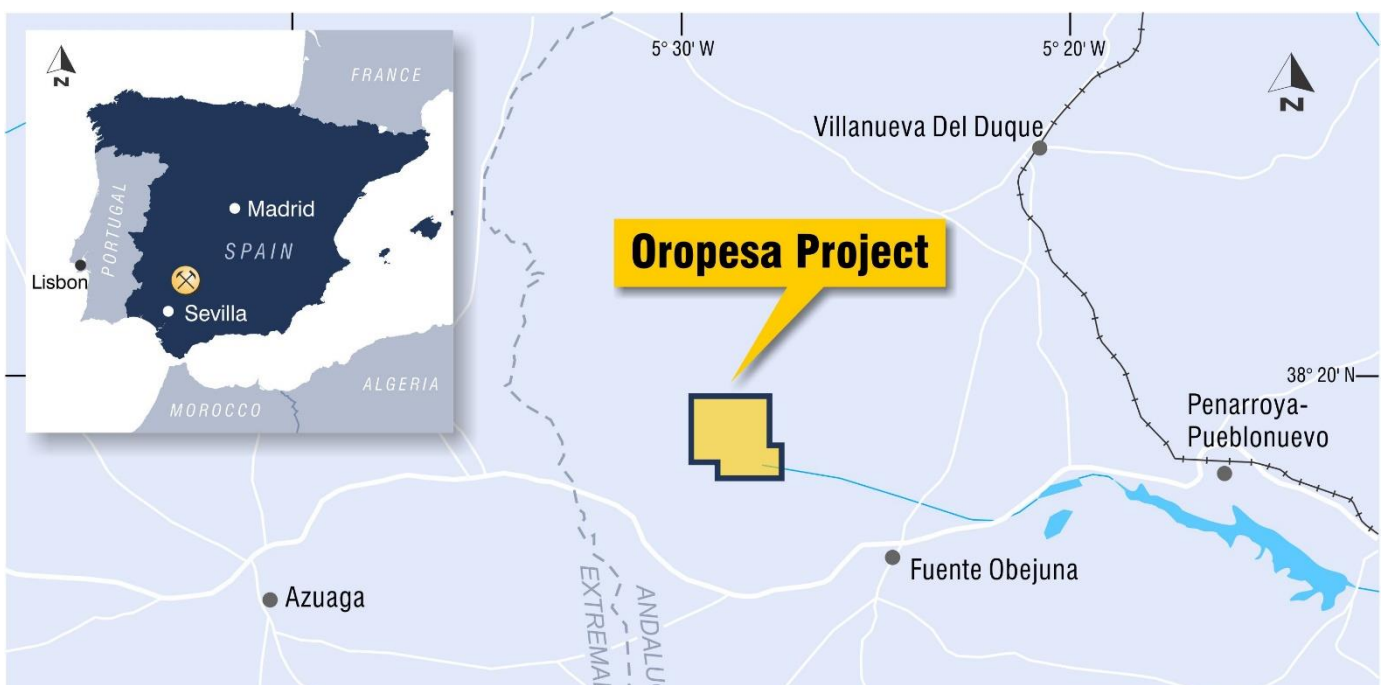 5° 30' W
5° 20' W
N
FRANCE
Madrid
SPAIN
PORTUGAL
Lisbon
Sevilla
MOROCCO
ALGERIA
N
Villanueva Del Duque
Oropesa Project
38° 20' N
Penarroya-
Pueblonuevo
Fuente Obejuna
Azuaga
EXTREMA
ANDALU